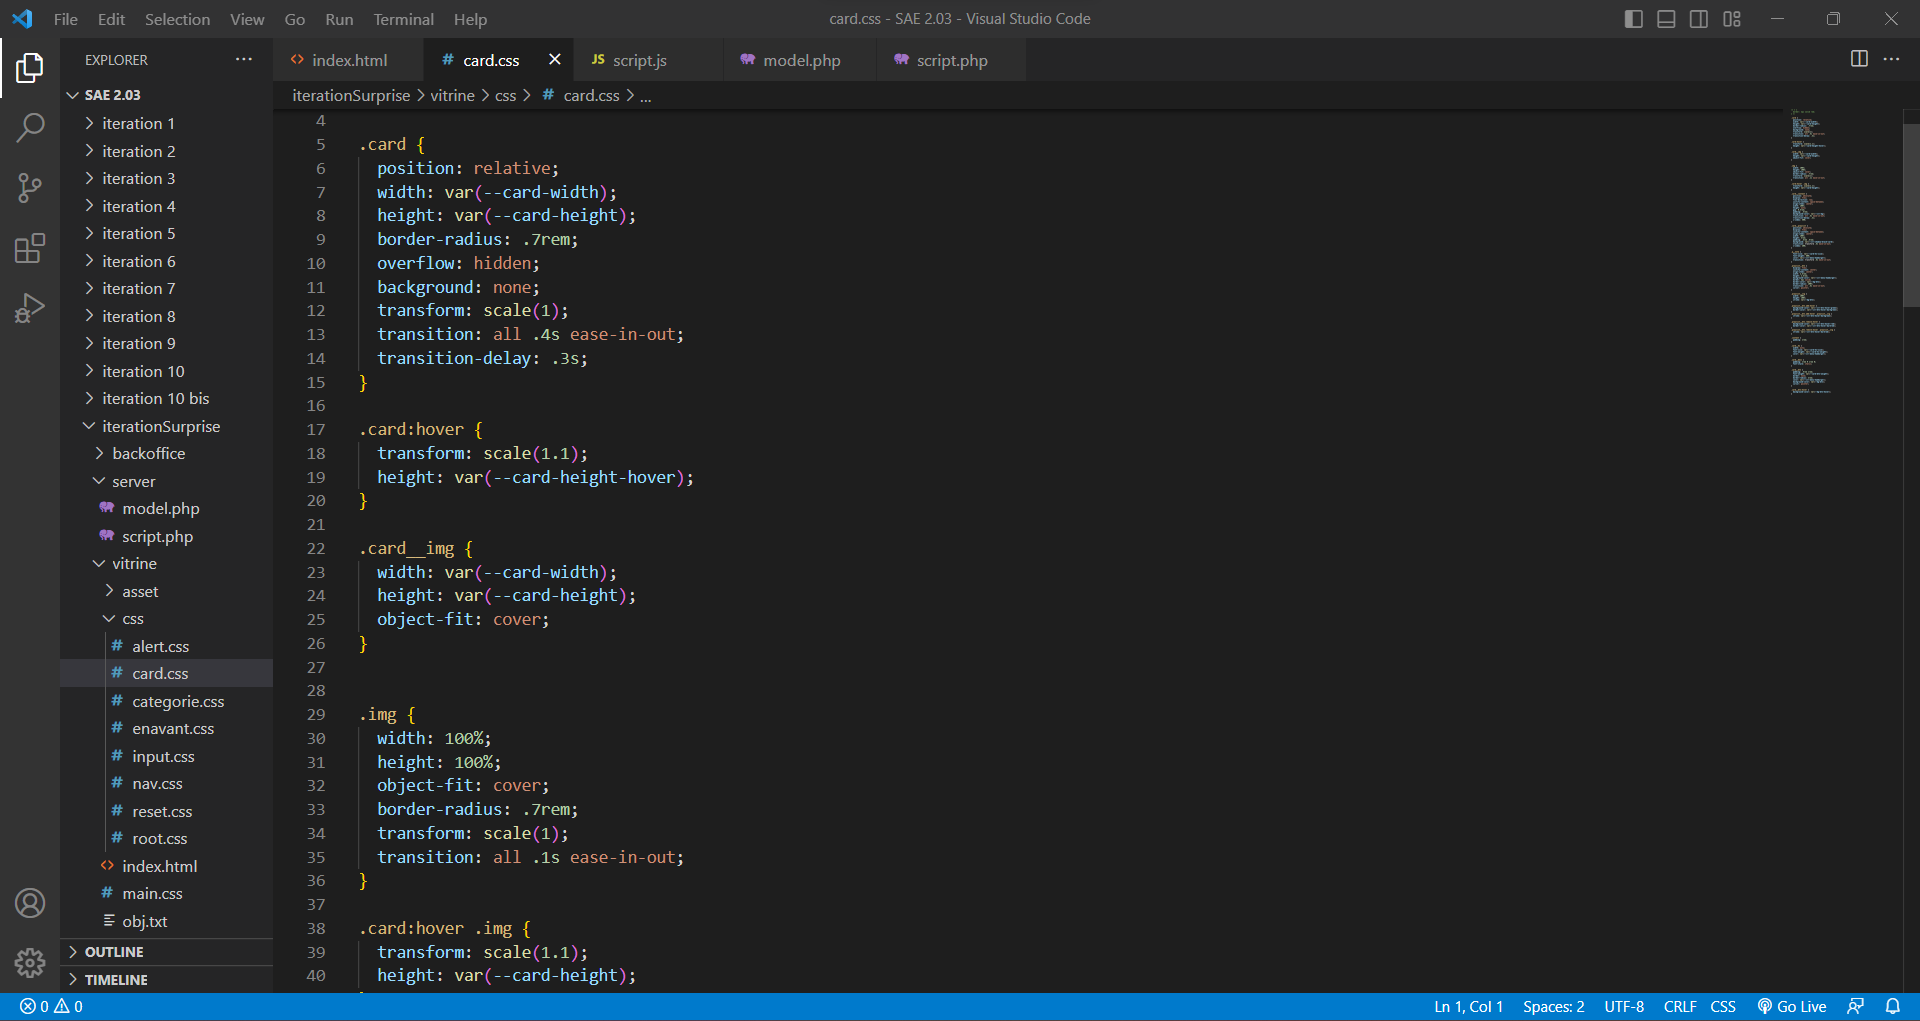 File Edit Selection View Go Run Terminal Help
card.css - SAE 2.03 - Visual Studio Code
EXPLORER
SAE 2.03
iteration 1
iteration 2
iteration 3
iteration 4
iteration 5
iteration 6
iteration 7
iteration 8
iteration 9
iteration 10
iteration 10 bis
iterationSurprise
backoffice
server
model.php
script.php
vitrine
asset
css
# alert.css
# card.css
# categorie.css
# enavant.css
# input.css
# nav.css
# reset.css
# root.css
<> index.html
# main.css
obj.txt
OUTLINE
TIMELINE
<> index.html # card.css JS script.js model.php script.php
iterationSurprise > vitrine > css > # card.css > ...
4
5 .card {
6 position: relative;
7 width: var(--card-width);
8 height: var(--card-height);
9 border-radius: .7rem;
10 overflow: hidden;
11 background: none;
12 transform: scale(1);
13 transition: all .4s ease-in-out;
14 transition-delay: .3s;
15 }
16
17 .card:hover {
18 transform: scale(1.1);
19 height: var(--card-height-hover);
20 }
21
22 .card__img {
23 width: var(--card-width);
24 height: var(--card-height);
25 object-fit: cover;
26 }
27
28
29 .img {
30 width: 100%;
31 height: 100%;
32 object-fit: cover;
33 border-radius: .7rem;
34 transform: scale(1);
35 transition: all .1s ease-in-out;
36 }
37
38 .card:hover .img {
39 transform: scale(1.1);
40 height: var(--card-height);
0 0
Ln 1, Col 1 Spaces: 2 UTF-8 CRLF CSS Go Live